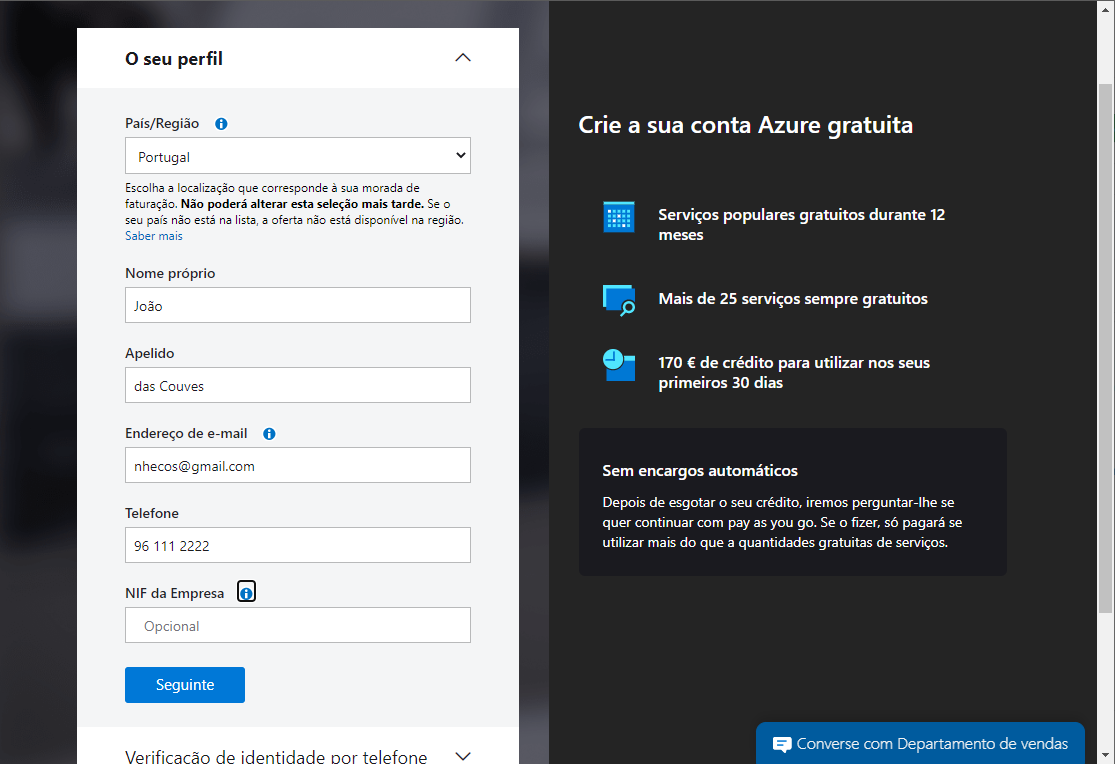 O seu perfil
País/Região
Portugal
Escolha a localização que corresponde à sua morada de
faturação. Não poderá alterar esta seleção mais tarde. Se o
seu país não está na lista, a oferta não está disponível na região.
Saber mais
Nome próprio
João
Apelido
das Couves
Endereço de e-mail
nhecos@gmail.com
Telefone
96 111 2222
NIF da Empresa
Opcional
Seguinte
Verificação de identidade por telefone
Crie a sua conta Azure gratuita
Serviços populares gratuitos durante 12
meses
Mais de 25 serviços sempre gratuitos
170 € de crédito para utilizar nos seus
primeiros 30 dias
Sem encargos automáticos
Depois de esgotar o seu crédito, iremos perguntar-lhe se
quer continuar com pay as you go. Se o fizer, só pagará se
utilizar mais do que a quantidades gratuitas de serviços.
Converse com Departamento de vendas